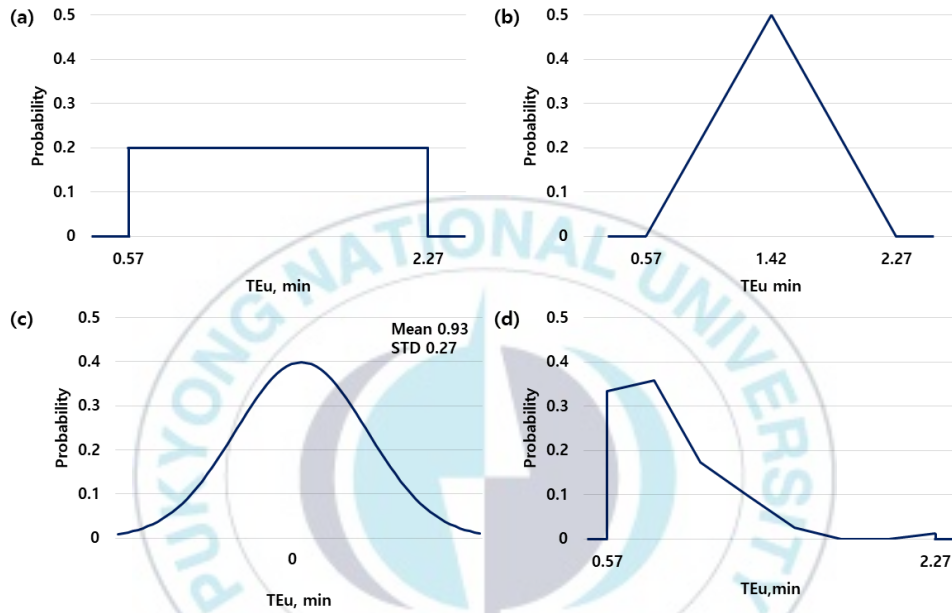 (a)
0.5
0.4
0.3
0.2
0.1
0
Probability
0.57
2.27
TEu, min
(b)
0.5
0.4
0.3
0.2
0.1
0
Probability
0.57
1.42
2.27
TEu min
(c)
0.5
0.4
0.3
0.2
0.1
0
Probability
Mean 0.93
STD 0.27
0
TEu, min
(d)
0.5
0.4
0.3
0.2
0.1
0
Probability
0.57
2.27
TEu,min
PUKYONG NATIONAL UNIVERSITY